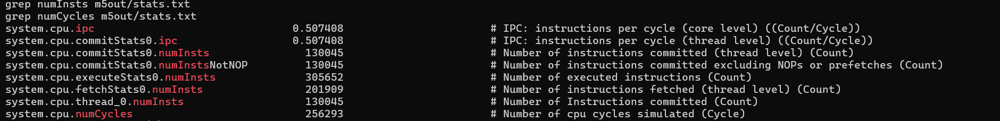 grep numInsts m5out/stats.txt
grep numCycles m5out/stats.txt
system.cpu.ipc 0.507408 # IPC: instructions per cycle (core level) ((Count/Cycle))
system.cpu.commitStats0.ipc 0.507408 # IPC: instructions per cycle (thread level) ((Count/Cycle))
system.cpu.commitStats0.numInsts 130045 # Number of instructions committed (thread level) (Count)
system.cpu.commitStats0.numInstsNotNOP 130045 # Number of instructions committed excluding NOPs or prefetches (Count)
system.cpu.executeStats0.numInsts 305652 # Number of executed instructions (Count)
system.cpu.fetchStats0.numInsts 201909 # Number of instructions fetched (thread level) (Count)
system.cpu.thread_0.numInsts 130045 # Number of Instructions committed (Count)
system.cpu.numCycles 256293 # Number of cpu cycles simulated (Cycle)